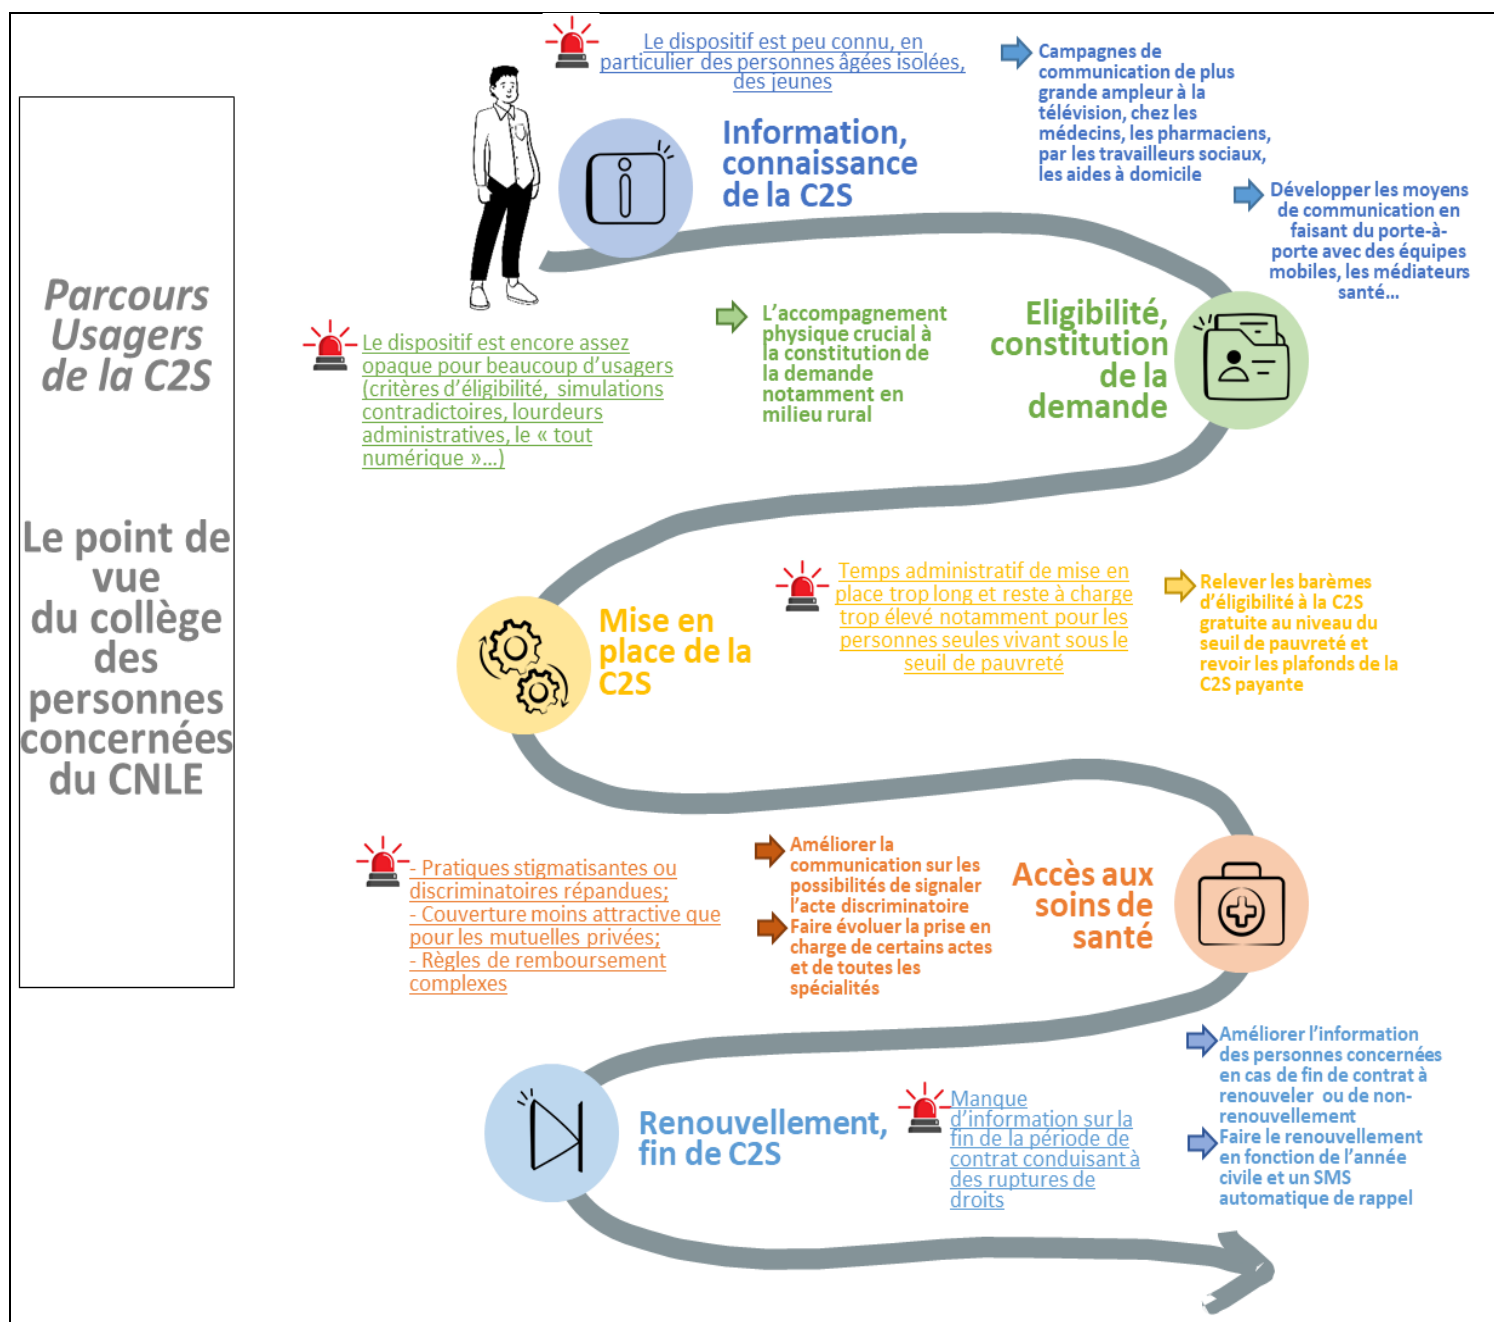 Parcours
Usagers
de la C2S
Le point de
vue
du collège
des
personnes
concernées
du CNLE
Le dispositif est peu connu, en
particulier des personnes âgées isolées,
des jeunes
Information,
connaissance
de la C2S
Campagnes de
communication de plus
grande ampleur à la
télévision, chez les
médecins, les pharmaciens,
par les travailleurs sociaux,
les aides à domicile
Développer les moyens
de communication en
faisant du porte-à-
porte avec des équipes
mobiles, les médiateurs
santé...
Le dispositif est encore assez
opaque pour beaucoup d'usagers
(critères d'éligibilité, simulations
contradictoires, lourdeurs
administratives, le « tout
numérique »...)
L'accompagnement
physique crucial à
la constitution de
la demande
notamment en
milieu rural
Eligibilité,
constitution
de la
demande
Mise en
place de la
C2S
Temps administratif de mise en
place trop long et reste à charge
trop élevé notamment pour les
personnes seules vivant sous le
seuil de pauvreté
Relever les barèmes
d'éligibilité à la C2S
gratuite au niveau du
seuil de pauvreté et
revoir les plafonds de la
C2S payante
- Pratiques stigmatisantes ou
discriminatoires répandues;
- Couverture moins attractive que
pour les mutuelles privées;
- Règles de remboursement
complexes
Améliorer la
communication sur les
possibilités de signaler
l'acte discriminatoire
Faire évoluer la prise en
charge de certains actes
et de toutes les
spécialités
Accès aux
soins de
santé
Renouvellement,
fin de C2S
Manque
d'information sur la
fin de la période de
contrat conduisant à
des ruptures de
droits
Améliorer l'information
des personnes concernées
en cas de fin de contrat à
renouveler ou de non-
renouvellement
Faire le renouvellement
en fonction de l'année
civile et un SMS
automatique de rappel